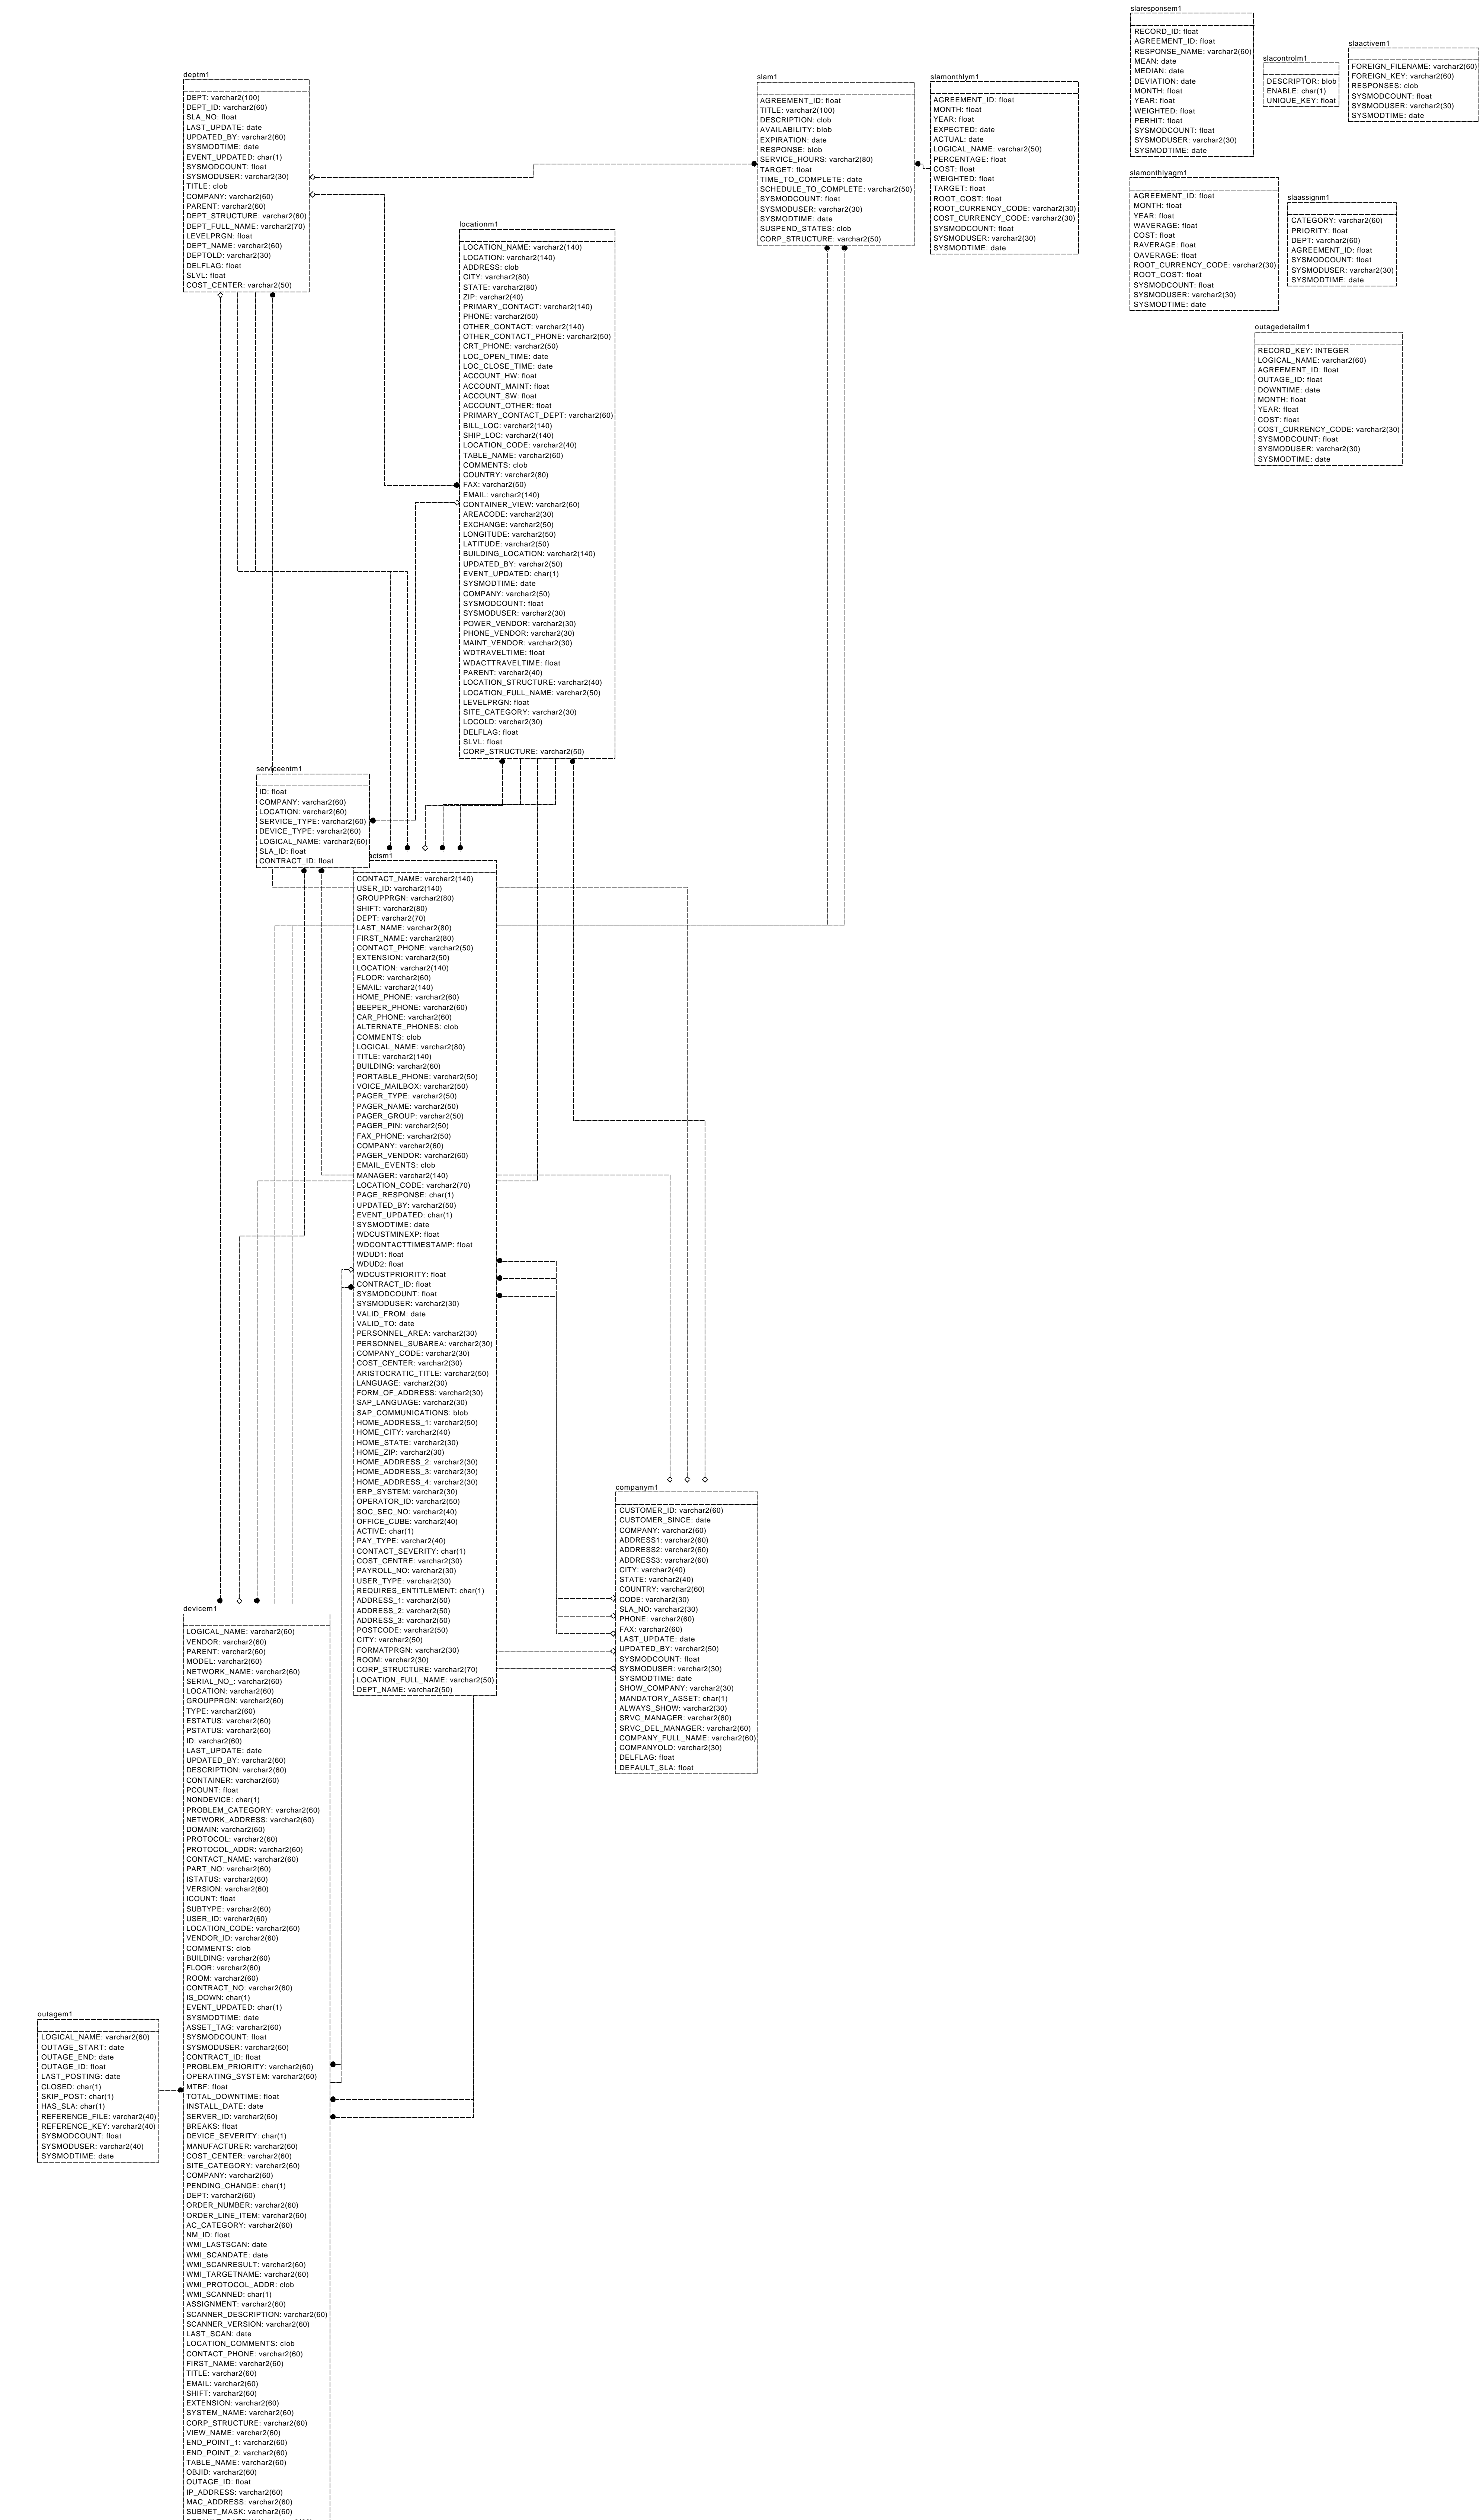 slaresponsem1
RECORD_ID: float
AGREEMENT_ID: float
RESPONSE_NAME: varchar2(60)
MEAN: date
MEDIAN: date
DEVIATION: date
MONTH: float
YEAR: float
WEIGHTED: float
PERHIT: float
SYSMODCOUNT: float
SYSMODUSER: varchar2(30)
SYSMODTIME: date
slacontrolm1
DESCRIPTOR: blob
ENABLE: char(1)
UNIQUE_KEY: float
slaactivem1
FOREIGN_FILENAME: varchar2(60)
FOREIGN_KEY: varchar2(60)
RESPONSES: clob
SYSMODCOUNT: float
SYSMODUSER: varchar2(30)
SYSMODTIME: date
deptm1
DEPT: varchar2(100)
DEPT_ID: varchar2(60)
SLA_NO: float
LAST_UPDATE: date
UPDATED_BY: varchar2(60)
SYSMODTIME: date
EVENT_UPDATED: char(1)
SYSMODCOUNT: float
SYSMODUSER: varchar2(30)
TITLE: clob
COMPANY: varchar2(60)
PARENT: varchar2(60)
DEPT_STRUCTURE: varchar2(60)
DEPT_FULL_NAME: varchar2(70)
LEVELPRGN: float
DEPT_NAME: varchar2(60)
DEPTOLD: varchar2(30)
DELFLAG: float
SLVL: float
COST_CENTER: varchar2(50)
slam1
AGREEMENT_ID: float
TITLE: varchar2(100)
DESCRIPTION: clob
AVAILABILITY: blob
EXPIRATION: date
RESPONSE: blob
SERVICE_HOURS: varchar2(80)
TARGET: float
TIME_TO_COMPLETE: date
SCHEDULE_TO_COMPLETE: varchar2(50)
SYSMODCOUNT: float
SYSMODUSER: varchar2(30)
SYSMODTIME: date
SUSPEND_STATES: clob
CORP_STRUCTURE: varchar2(50)
slamonthlym1
AGREEMENT_ID: float
MONTH: float
YEAR: float
EXPECTED: date
ACTUAL: date
LOGICAL_NAME: varchar2(50)
PERCENTAGE: float
COST: float
WEIGHTED: float
TARGET: float
ROOT_COST: float
ROOT_CURRENCY_CODE: varchar2(30)
COST_CURRENCY_CODE: varchar2(30)
SYSMODCOUNT: float
SYSMODUSER: varchar2(30)
SYSMODTIME: date
slamonthlyagm1
AGREEMENT_ID: float
MONTH: float
YEAR: float
WAVERAGE: float
COST: float
RAVERAGE: float
OAVERAGE: float
ROOT_CURRENCY_CODE: varchar2(30)
ROOT_COST: float
SYSMODCOUNT: float
SYSMODUSER: varchar2(30)
SYSMODTIME: date
slaassignm1
CATEGORY: varchar2(60)
PRIORITY: float
DEPT: varchar2(60)
AGREEMENT_ID: float
SYSMODCOUNT: float
SYSMODUSER: varchar2(30)
SYSMODTIME: date
outagedetailm1
RECORD_KEY: INTEGER
LOGICAL_NAME: varchar2(60)
AGREEMENT_ID: float
OUTAGE_ID: float
DOWNTIME: date
MONTH: float
YEAR: float
COST: float
COST_CURRENCY_CODE: varchar2(30)
SYSMODCOUNT: float
SYSMODUSER: varchar2(30)
SYSMODTIME: date
locationm1
LOCATION_NAME: varchar2(140)
LOCATION: varchar2(140)
ADDRESS: clob
CITY: varchar2(80)
STATE: varchar2(80)
ZIP: varchar2(40)
PRIMARY_CONTACT: varchar2(140)
PHONE: varchar2(50)
OTHER_CONTACT: varchar2(140)
OTHER_CONTACT_PHONE: varchar2(50)
CRT_PHONE: varchar2(50)
LOC_OPEN_TIME: date
LOC_CLOSE_TIME: date
ACCOUNT_HW: float
ACCOUNT_MAINT: float
ACCOUNT_SW: float
ACCOUNT_OTHER: float
PRIMARY_CONTACT_DEPT: varchar2(60)
BILL_LOC: varchar2(140)
SHIP_LOC: varchar2(140)
LOCATION_CODE: varchar2(40)
TABLE_NAME: varchar2(60)
COMMENTS: clob
COUNTRY: varchar2(80)
FAX: varchar2(50)
EMAIL: varchar2(140)
CONTAINER_VIEW: varchar2(60)
AREACODE: varchar2(30)
EXCHANGE: varchar2(50)
LONGITUDE: varchar2(50)
LATITUDE: varchar2(50)
BUILDING_LOCATION: varchar2(140)
UPDATED_BY: varchar2(50)
EVENT_UPDATED: char(1)
SYSMODTIME: date
COMPANY: varchar2(50)
SYSMODCOUNT: float
SYSMODUSER: varchar2(30)
POWER_VENDOR: varchar2(30)
PHONE_VENDOR: varchar2(30)
MAINT_VENDOR: varchar2(30)
WDTRAVELTIME: float
WDACTTRAVELTIME: float
PARENT: varchar2(40)
LOCATION_STRUCTURE: varchar2(40)
LOCATION_FULL_NAME: varchar2(50)
LEVELPRGN: float
SITE_CATEGORY: varchar2(30)
LOCOLD: varchar2(30)
DELFLAG: float
SLVL: float
CORP_STRUCTURE: varchar2(50)
serviceentm1
ID: float
COMPANY: varchar2(60)
LOCATION: varchar2(60)
SERVICE_TYPE: varchar2(60)
DEVICE_TYPE: varchar2(60)
LOGICAL_NAME: varchar2(60)
SLA_ID: float
CONTRACT_ID: float
actsm1
CONTACT_NAME: varchar2(140)
USER_ID: varchar2(140)
GROUPPRGN: varchar2(80)
SHIFT: varchar2(80)
DEPT: varchar2(70)
LAST_NAME: varchar2(80)
FIRST_NAME: varchar2(80)
CONTACT_PHONE: varchar2(50)
EXTENSION: varchar2(50)
LOCATION: varchar2(140)
FLOOR: varchar2(60)
EMAIL: varchar2(140)
HOME_PHONE: varchar2(60)
BEEPER_PHONE: varchar2(60)
CAR_PHONE: varchar2(60)
ALTERNATE_PHONES: clob
COMMENTS: clob
LOGICAL_NAME: varchar2(80)
TITLE: varchar2(140)
BUILDING: varchar2(60)
PORTABLE_PHONE: varchar2(50)
VOICE_MAILBOX: varchar2(50)
PAGER_TYPE: varchar2(50)
PAGER_NAME: varchar2(50)
PAGER_GROUP: varchar2(50)
PAGER_PIN: varchar2(50)
FAX_PHONE: varchar2(50)
COMPANY: varchar2(60)
PAGER_VENDOR: varchar2(60)
EMAIL_EVENTS: clob
MANAGER: varchar2(140)
LOCATION_CODE: varchar2(70)
PAGE_RESPONSE: char(1)
UPDATED_BY: varchar2(50)
EVENT_UPDATED: char(1)
SYSMODTIME: date
WDCUSTMINEXP: float
WDCONTACTTIMESTAMP: float
WDUD1: float
WDUD2: float
WDCUSTPRIORITY: float
CONTRACT_ID: float
SYSMODCOUNT: float
SYSMODUSER: varchar2(30)
VALID_FROM: date
VALID_TO: date
PERSONNEL_AREA: varchar2(30)
PERSONNEL_SUBAREA: varchar2(30)
COMPANY_CODE: varchar2(30)
COST_CENTER: varchar2(30)
ARISTOCRATIC_TITLE: varchar2(50)
LANGUAGE: varchar2(30)
FORM_OF_ADDRESS: varchar2(30)
SAP_LANGUAGE: varchar2(30)
SAP_COMMUNICATIONS: blob
HOME_ADDRESS_1: varchar2(50)
HOME_CITY: varchar2(40)
HOME_STATE: varchar2(30)
HOME_ZIP: varchar2(30)
HOME_ADDRESS_2: varchar2(30)
HOME_ADDRESS_3: varchar2(30)
HOME_ADDRESS_4: varchar2(30)
ERP_SYSTEM: varchar2(30)
OPERATOR_ID: varchar2(50)
SOC_SEC_NO: varchar2(40)
OFFICE_CUBE: varchar2(40)
ACTIVE: char(1)
PAY_TYPE: varchar2(40)
CONTACT_SEVERITY: char(1)
COST_CENTRE: varchar2(30)
PAYROLL_NO: varchar2(30)
USER_TYPE: varchar2(30)
REQUIRES_ENTITLEMENT: char(1)
ADDRESS_1: varchar2(50)
ADDRESS_2: varchar2(50)
ADDRESS_3: varchar2(50)
POSTCODE: varchar2(50)
CITY: varchar2(50)
FORMATPRGN: varchar2(30)
ROOM: varchar2(30)
CORP_STRUCTURE: varchar2(70)
LOCATION_FULL_NAME: varchar2(50)
DEPT_NAME: varchar2(50)
companym1
CUSTOMER_ID: varchar2(60)
CUSTOMER_SINCE: date
COMPANY: varchar2(60)
ADDRESS1: varchar2(60)
ADDRESS2: varchar2(60)
ADDRESS3: varchar2(60)
CITY: varchar2(40)
STATE: varchar2(40)
COUNTRY: varchar2(60)
CODE: varchar2(30)
SLA_NO: varchar2(30)
PHONE: varchar2(60)
FAX: varchar2(60)
LAST_UPDATE: date
UPDATED_BY: varchar2(50)
SYSMODCOUNT: float
SYSMODUSER: varchar2(30)
SYSMODTIME: date
SHOW_COMPANY: varchar2(30)
MANDATORY_ASSET: char(1)
ALWAYS_SHOW: varchar2(30)
SRVC_MANAGER: varchar2(60)
SRVC_DEL_MANAGER: varchar2(60)
COMPANY_FULL_NAME: varchar2(60)
COMPANYOLD: varchar2(30)
DELFLAG: float
DEFAULT_SLA: float
devicem1
LOGICAL_NAME: varchar2(60)
VENDOR: varchar2(60)
PARENT: varchar2(60)
MODEL: varchar2(60)
NETWORK_NAME: varchar2(60)
SERIAL_NO_: varchar2(60)
LOCATION: varchar2(60)
GROUPPRGN: varchar2(60)
TYPE: varchar2(60)
ESTATUS: varchar2(60)
PSTATUS: varchar2(60)
ID: varchar2(60)
LAST_UPDATE: date
UPDATED_BY: varchar2(60)
DESCRIPTION: varchar2(60)
CONTAINER: varchar2(60)
PCOUNT: float
NONDEVICE: char(1)
PROBLEM_CATEGORY: varchar2(60)
NETWORK_ADDRESS: varchar2(60)
DOMAIN: varchar2(60)
PROTOCOL: varchar2(60)
PROTOCOL_ADDR: varchar2(60)
CONTACT_NAME: varchar2(60)
PART_NO: varchar2(60)
ISTATUS: varchar2(60)
VERSION: varchar2(60)
ICOUNT: float
SUBTYPE: varchar2(60)
USER_ID: varchar2(60)
LOCATION_CODE: varchar2(60)
VENDOR_ID: varchar2(60)
COMMENTS: clob
BUILDING: varchar2(60)
FLOOR: varchar2(60)
ROOM: varchar2(60)
CONTRACT_NO: varchar2(60)
IS_DOWN: char(1)
EVENT_UPDATED: char(1)
SYSMODTIME: date
ASSET_TAG: varchar2(60)
SYSMODCOUNT: float
SYSMODUSER: varchar2(60)
CONTRACT_ID: float
PROBLEM_PRIORITY: varchar2(60)
OPERATING_SYSTEM: varchar2(60)
MTBF: float
TOTAL_DOWNTIME: float
INSTALL_DATE: date
SERVER_ID: varchar2(60)
BREAKS: float
DEVICE_SEVERITY: char(1)
MANUFACTURER: varchar2(60)
COST_CENTER: varchar2(60)
SITE_CATEGORY: varchar2(60)
COMPANY: varchar2(60)
PENDING_CHANGE: char(1)
DEPT: varchar2(60)
ORDER_NUMBER: varchar2(60)
ORDER_LINE_ITEM: varchar2(60)
AC_CATEGORY: varchar2(60)
NM_ID: float
WMI_LASTSCAN: date
WMI_SCANDATE: date
WMI_SCANRESULT: varchar2(60)
WMI_TARGETNAME: varchar2(60)
WMI_PROTOCOL_ADDR: clob
WMI_SCANNED: char(1)
ASSIGNMENT: varchar2(60)
SCANNER_DESCRIPTION: varchar2(60)
SCANNER_VERSION: varchar2(60)
LAST_SCAN: date
LOCATION_COMMENTS: clob
CONTACT_PHONE: varchar2(60)
FIRST_NAME: varchar2(60)
TITLE: varchar2(60)
EMAIL: varchar2(60)
SHIFT: varchar2(60)
EXTENSION: varchar2(60)
SYSTEM_NAME: varchar2(60)
CORP_STRUCTURE: varchar2(60)
VIEW_NAME: varchar2(60)
END_POINT_1: varchar2(60)
END_POINT_2: varchar2(60)
TABLE_NAME: varchar2(60)
OBJID: varchar2(60)
OUTAGE_ID: float
IP_ADDRESS: varchar2(60)
MAC_ADDRESS: varchar2(60)
SUBNET_MASK: varchar2(60)
outagem1
LOGICAL_NAME: varchar2(60)
OUTAGE_START: date
OUTAGE_END: date
OUTAGE_ID: float
LAST_POSTING: date
CLOSED: char(1)
SKIP_POST: char(1)
HAS_SLA: char(1)
REFERENCE_FILE: varchar2(40)
REFERENCE_KEY: varchar2(40)
SYSMODCOUNT: float
SYSMODUSER: varchar2(40)
SYSMODTIME: date